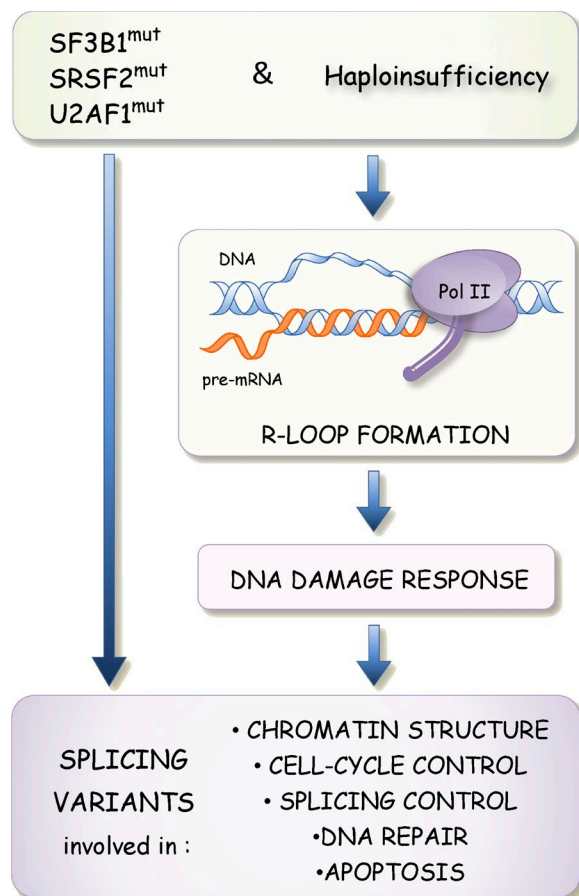 SF3B1mut
SRSF2mut
U2AF1mut
& Haploinsufficiency
DNA
Pol II
pre-mRNA
R-LOOP FORMATION
DNA DAMAGE RESPONSE
SPLICING
VARIANTS
involved in :
• CHROMATIN STRUCTURE
• CELL-CYCLE CONTROL
• SPLICING CONTROL
•DNA REPAIR
•APOPTOSIS